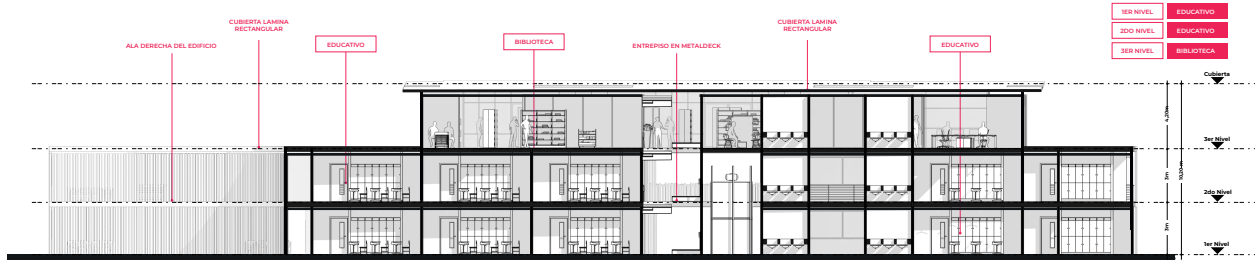 1ER NIVEL EDUCATIVO
2DO NIVEL EDUCATIVO
3ER NIVEL BIBLIOTECA
CUBIERTA LAMINA
RECTANGULAR
ALA DERECHA DEL EDIFICIO
EDUCATIVO
BIBLIOTECA
ENTREPISO EN METALDECK
CUBIERTA LAMINA
RECTANGULAR
EDUCATIVO
Cubierta
4,20m
3er Nivel
3m
10,20m
2do Nivel
3m
1er Nivel